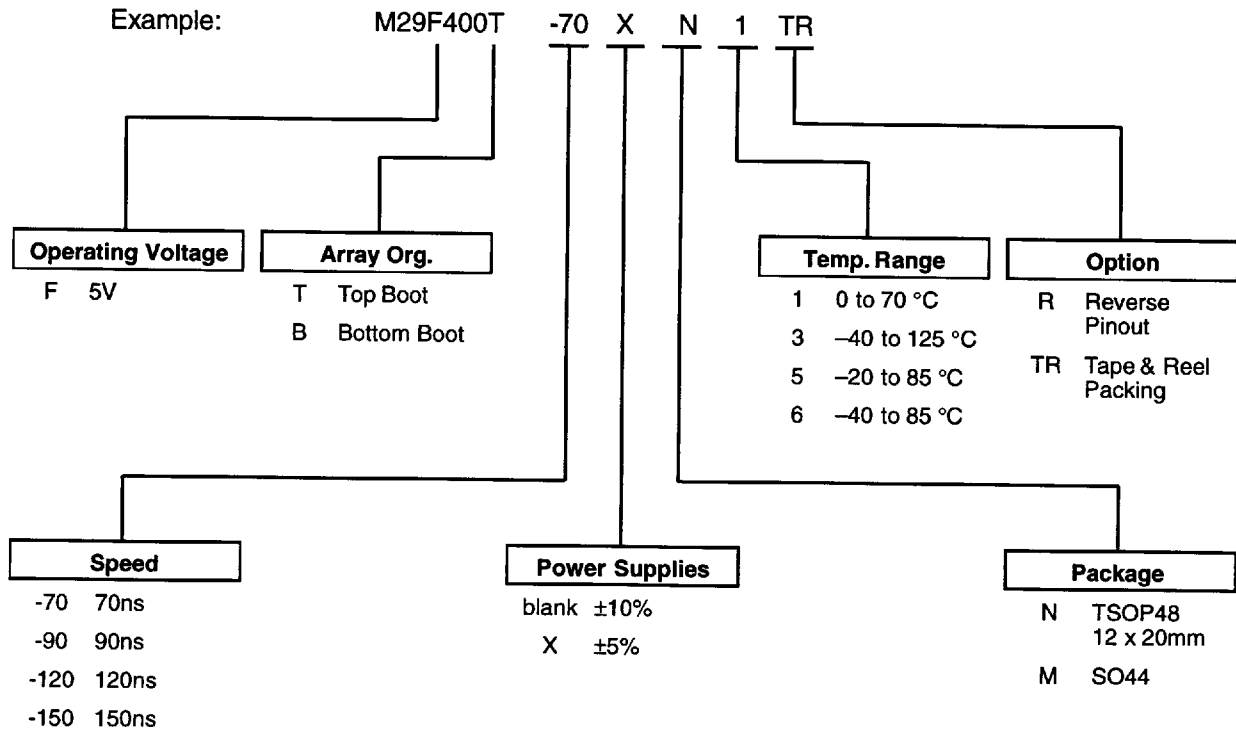 Example: M29F400T -70 X N 1 TR
Operating Voltage
F 5V
Array Org.
T Top Boot
B Bottom Boot
Temp. Range
1 0 to 70 °C
3 –40 to 125 °C
5 –20 to 85 °C
6 –40 to 85 °C
Option
R Reverse
Pinout
TR Tape & Reel
Packing
Speed
-70 70ns
-90 90ns
-120 120ns
-150 150ns
Power Supplies
blank ±10%
X ±5%
Package
N TSOP48
12 x 20mm
M SO44